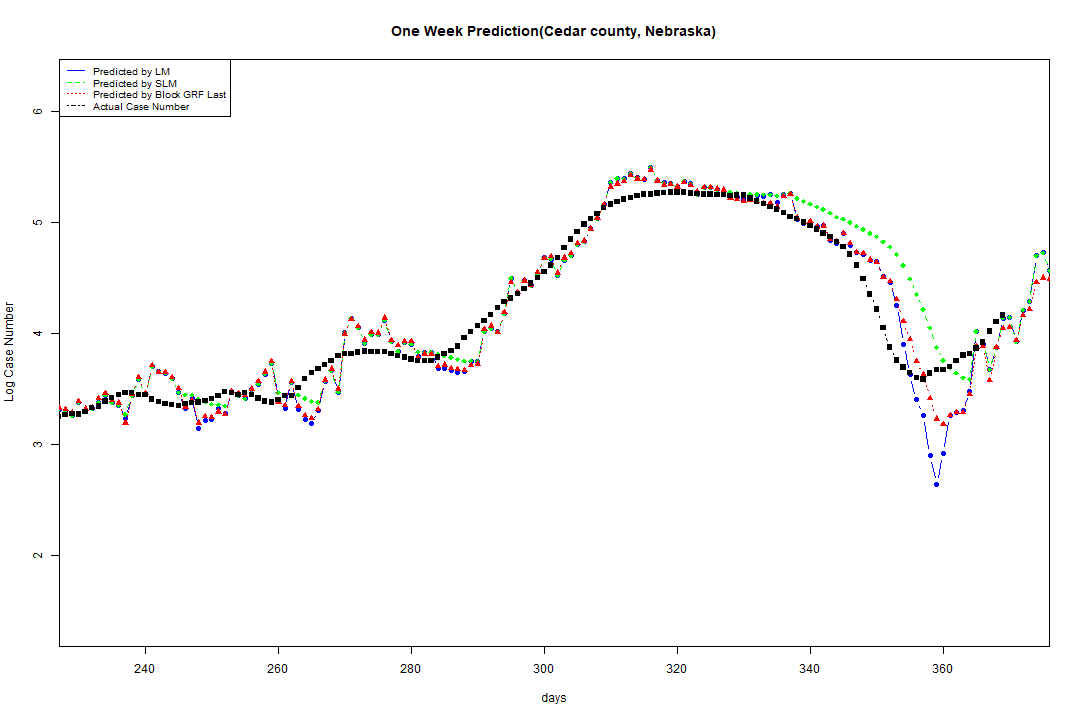 One Week Prediction(Cedar county, Nebraska)
Predicted by LM
Predicted by SLM
Predicted by Block GRF Last
Actual Case Number
Log Case Number
6
5
4
3
2
240 260 280 300 320 340 360
days